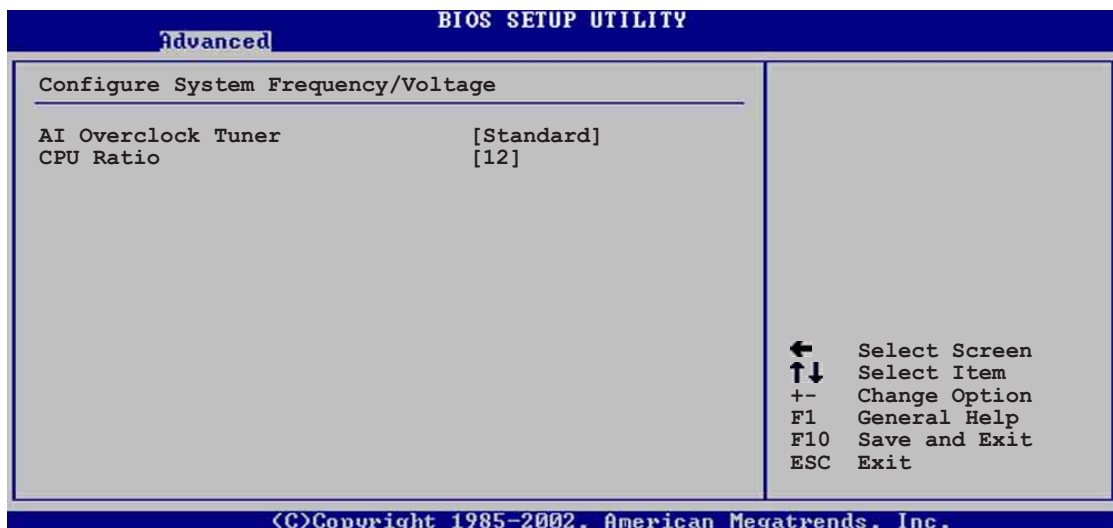 BIOS SETUP UTILITY
Advanced
Configure System Frequency/Voltage
AI Overclock Tuner [Standard]
CPU Ratio [12]
← Select Screen
↑↓ Select Item
+- Change Option
F1 General Help
F10 Save and Exit
ESC Exit
(C)Copyright 1985-2002, American Megatrends, Inc.